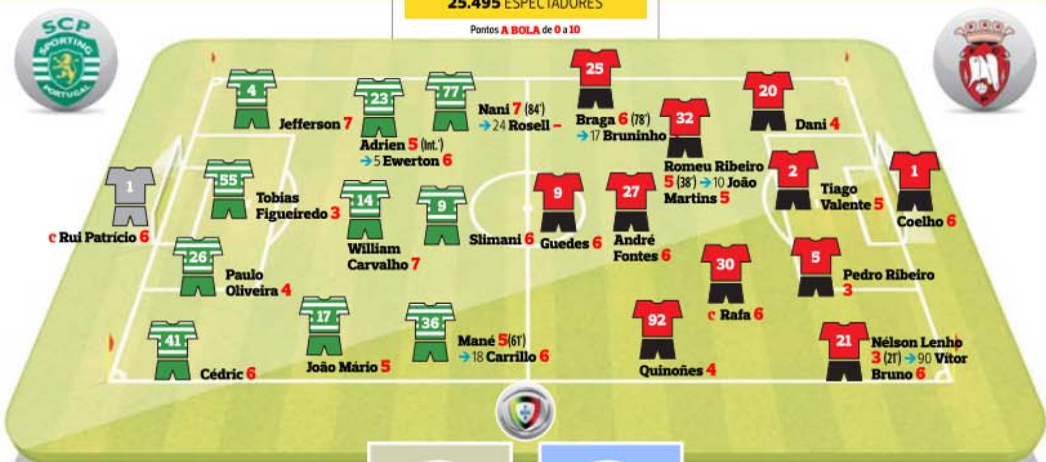 25.495 ESPECTADORES
Pontos A BOLA de 0 a 10
SCP
SPORTING
PORTUGAL
4
Jefferson 7
23
Adrien 5 (Int.')
→5 Ewerton 6
77
Nani 7 (84')
→24 Rosell –
25
Braga 6 (78')
→17 Bruninho –
32
Romeu Ribeiro
5 (38') →10 João
Martins 5
20
Dani 4
1
c Rui Patrício 6
55
Tobias
Figueiredo 3
14
William
Carvalho 7
9
Slimani 6
9
Guedes 6
27
André
Fontes 6
2
Tiago
Valente 5
1
Coelho 6
26
Paulo
Oliveira 4
30
c Rafa 6
5
Pedro Ribeiro
3
41
Cédric 6
17
João Mário 5
36
Mané 5 (61')
→18 Carrillo 6
92
Quinoñes 4
21
Nélson Lenho
3 (21') →90 Vítor
Bruno 6